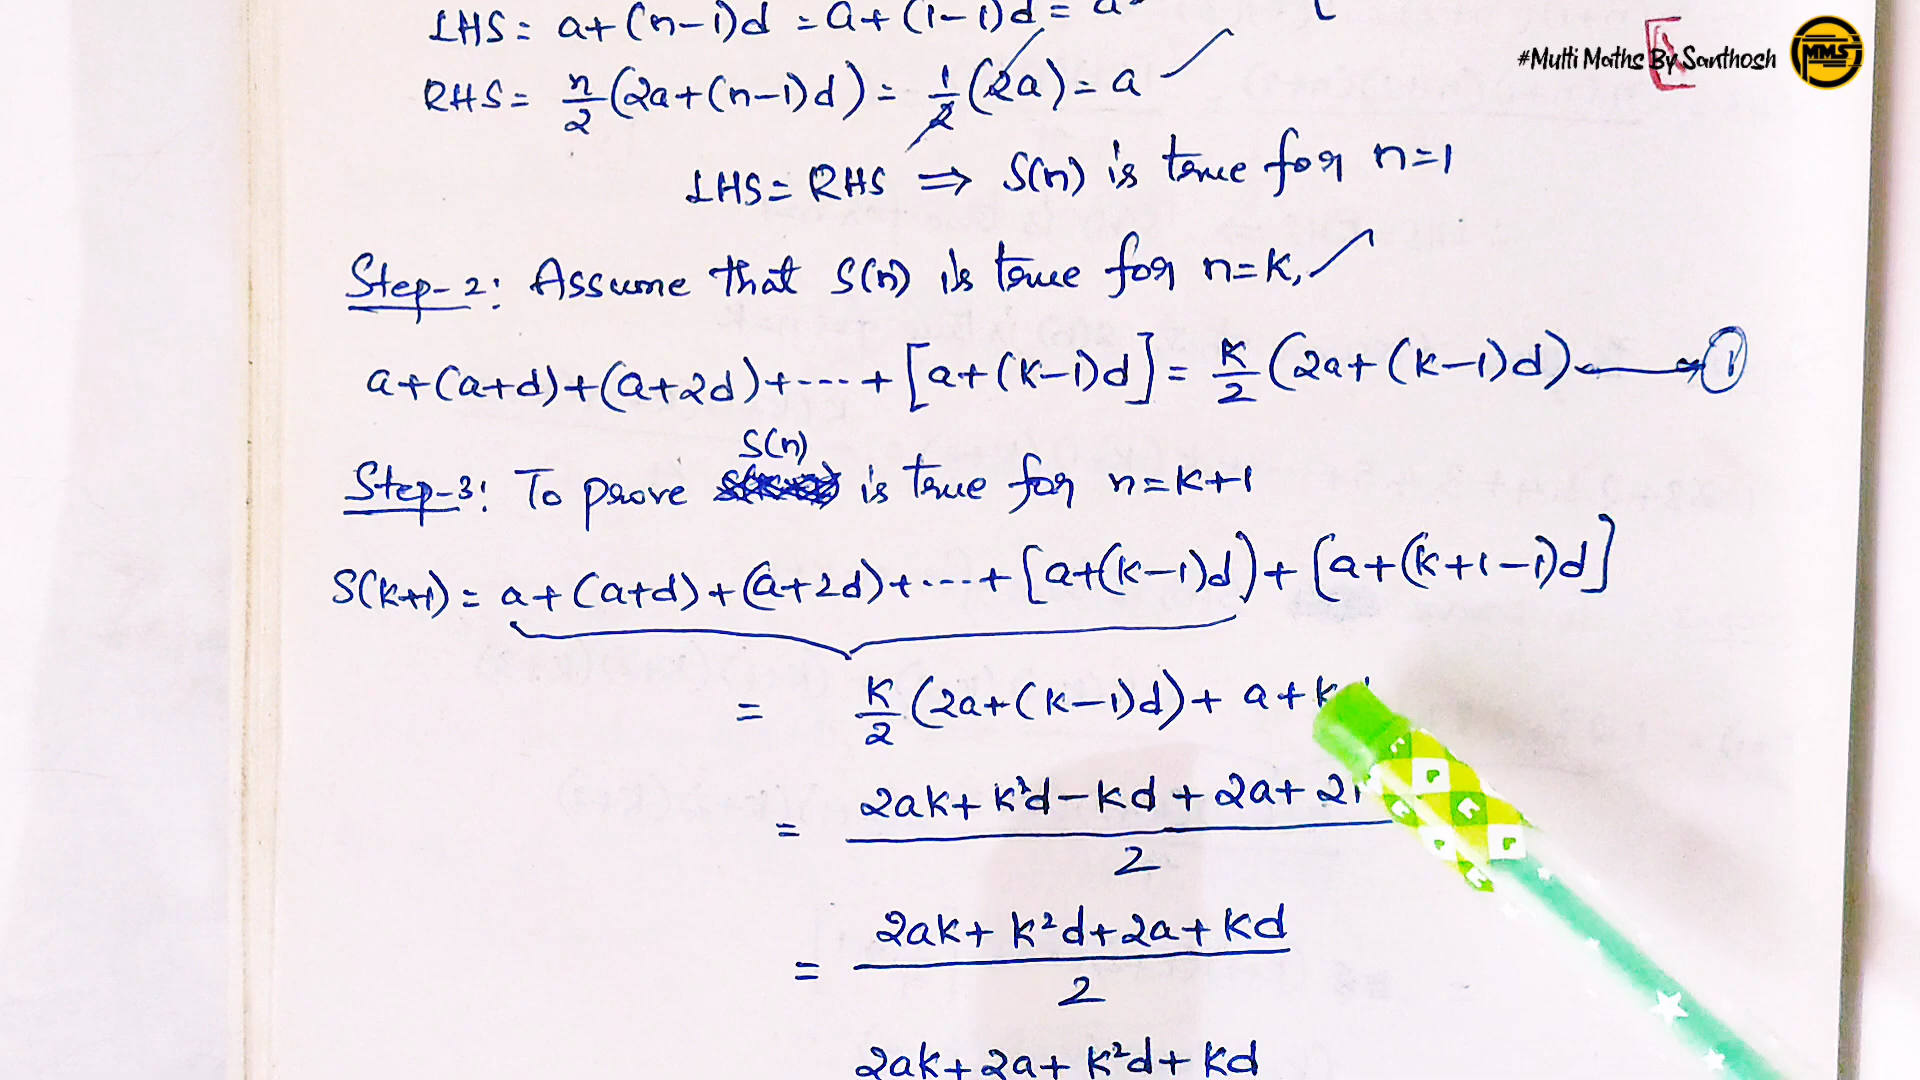 LHS = a+(n-1)d = a+(1-1)d = a
#Multi Maths By Santhosh
MMS
RHS = n/2 (2a+(n-1)d) = 1/2 (2a) = a
LHS = RHS ⇒ S(n) is true for n=1
Step-2: Assume that S(n) is true for n=k,
a+(a+d)+(a+2d)+----+[a+(k-1)d] = k/2 (2a+(k-1)d) → ①
S(n)
Step-3: To prove is true for n=k+1
S(k+1) = a+(a+d)+(a+2d)+----+[a+(k-1)d)+[a+(k+1-1)d]
= k/2 (2a+(k-1)d)+ a+k
= 2ak+k²d-kd+2a+2
2
= 2ak+k²d+2a+kd
2
2ak+2a+k²d+kd